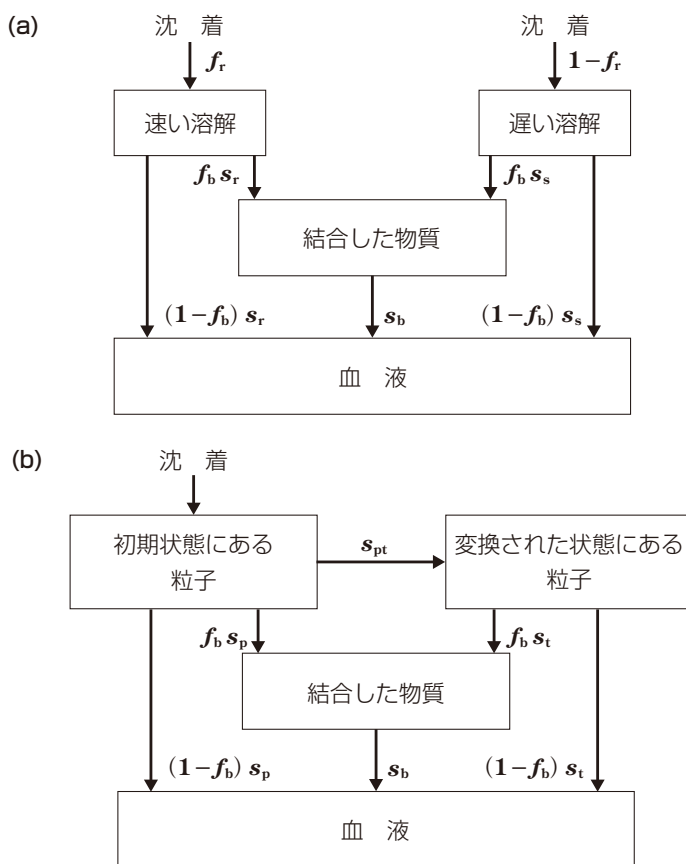 (a)
沈 着
沈 着
f_r
1−f_r
速い溶解
遅い溶解
f_b s_r
f_b s_s
結合した物質
(1−f_b) s_r
s_b
(1−f_b) s_s
血 液
(b)
沈 着
初期状態にある
粒子
s_pt
変換された状態にある
粒子
f_b s_p
f_b s_t
結合した物質
(1−f_b) s_p
s_b
(1−f_b) s_t
血 液